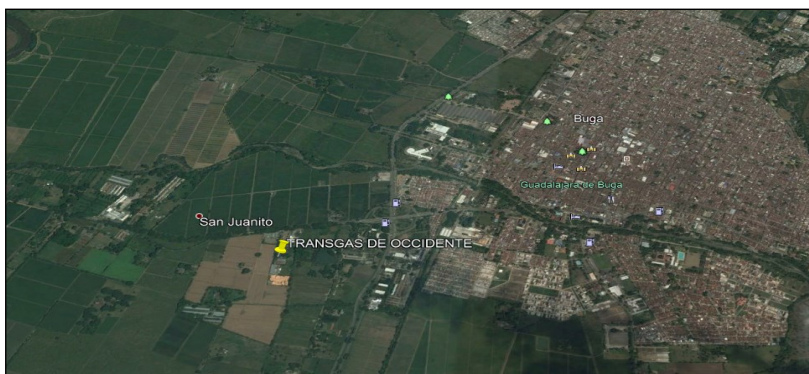 Buga
Guadalajara de Buga
San Juanito
TRANSGAS DE OCCIDENTE